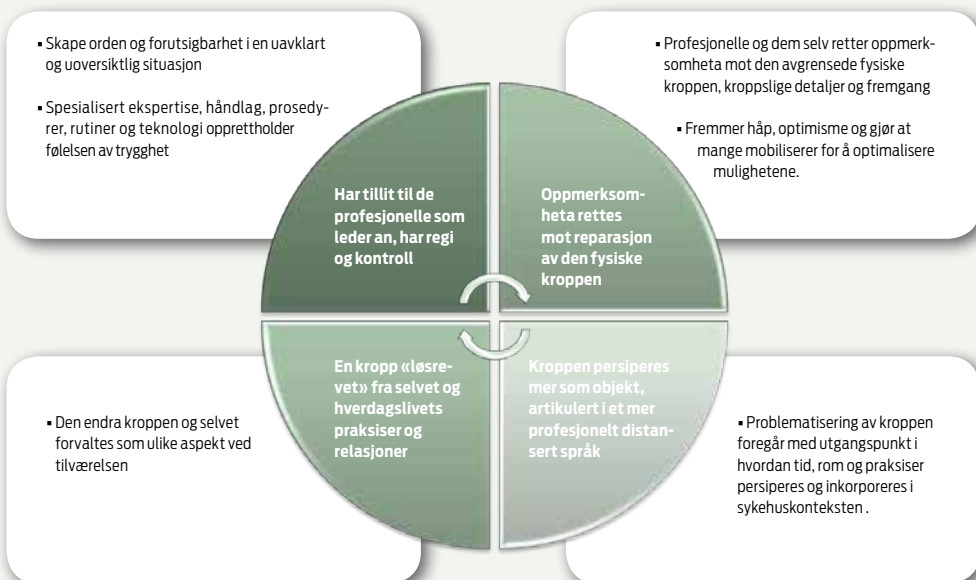 ▪ Skape orden og forutsigbarhet i en uavklart
og uoversiktlig situasjon
▪ Spesialisert ekspertise, håndlag, prosedy-
rer, rutiner og teknologi opprettholder
følelsen av trygghet
▪ Profesjonelle og dem selv retter oppmerk-
somheta mot den avgrensede fysiske
kroppen, kroppslige detaljer og fremgang
▪ Fremmer håp, optimisme og gjør at
mange mobiliserer for å optimalisere
mulighetene.
Har tillit til de
profesjonelle som
leder an, har regi
og kontroll
Oppmerksom-
heta rettes
mot reparasjon
av den fysiske
kroppen
En kropp «løsre-
vet» fra selvet og
hverdagslivets
praksiser og
relasjoner
Kroppen persiperes
mer som objekt,
artikulert i et mer
profesjonelt distan-
sert språk
▪ Den endra kroppen og selvet
forvaltes som ulike aspekt ved
tilværelsen
▪ Problematisering av kroppen
foregår med utgangspunkt i
hvordan tid, rom og praksiser
persiperes og inkorporeres i
sykehuskonteksten .